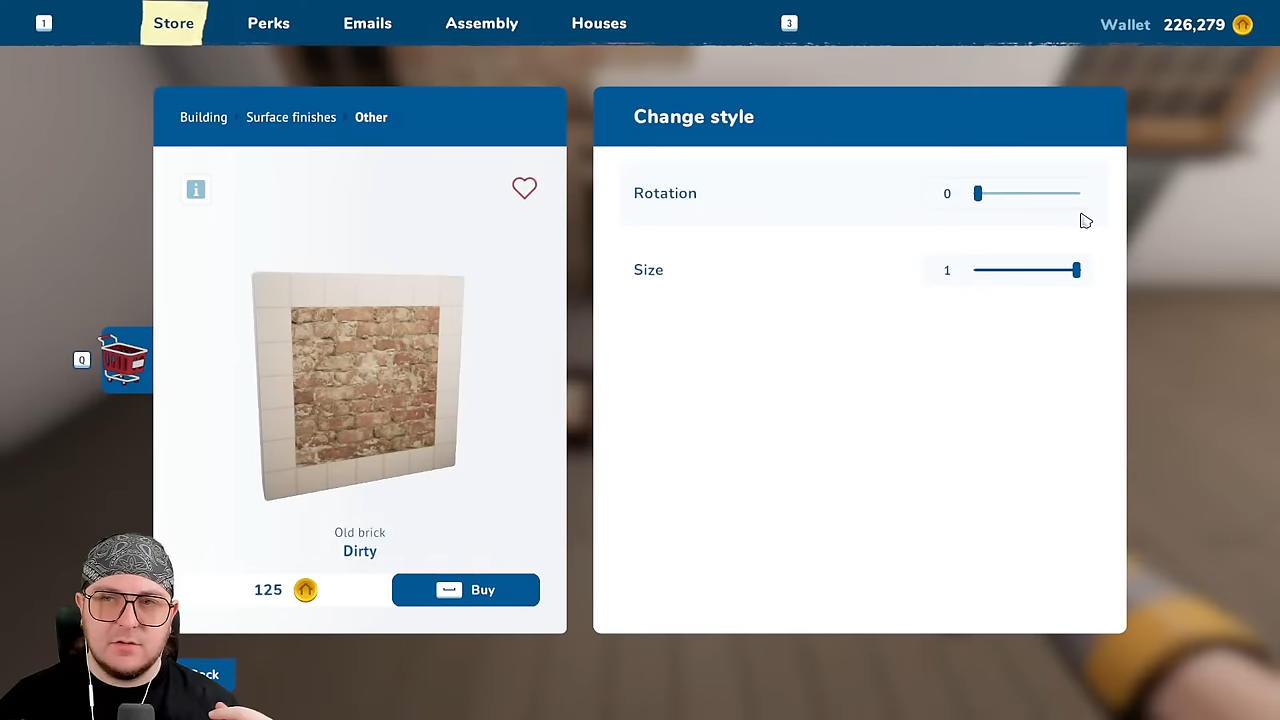 1 Store Perks Emails Assembly Houses 3 Wallet 226,279
Building Surface finishes Other
Change style
Rotation 0
Size 1
Q
Old brick
Dirty
125 Buy